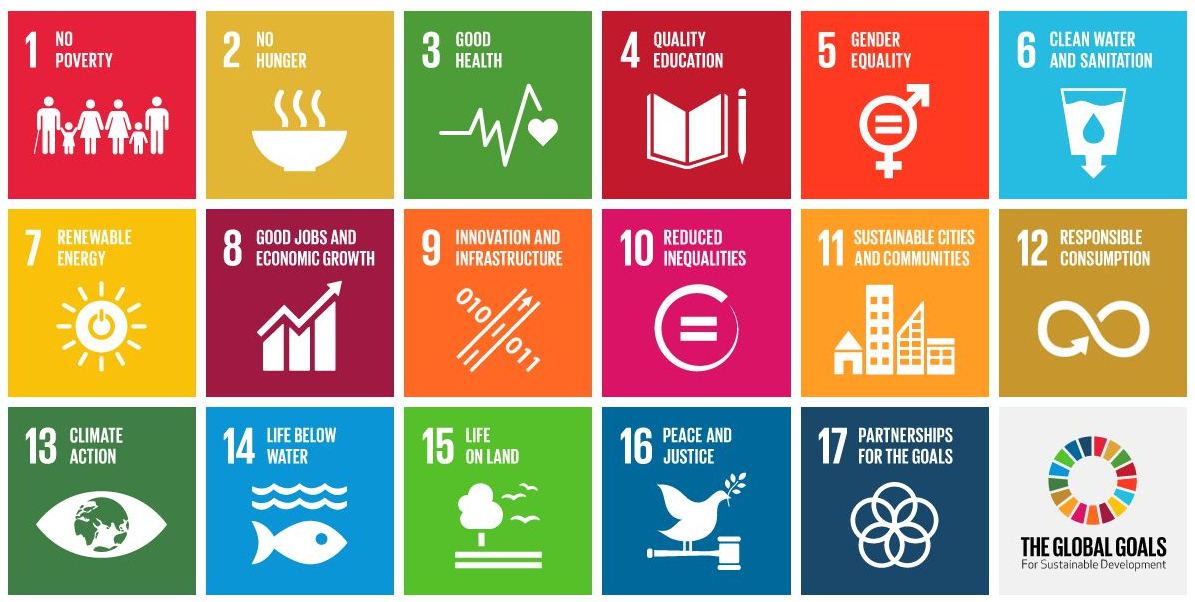 1 NO
POVERTY
2 NO
HUNGER
3 GOOD
HEALTH
4 QUALITY
EDUCATION
5 GENDER
EQUALITY
6 CLEAN WATER
AND SANITATION
7 RENEWABLE
ENERGY
8 GOOD JOBS AND
ECONOMIC GROWTH
9 INNOVATION AND
INFRASTRUCTURE
010
011
10 REDUCED
INEQUALITIES
11 SUSTAINABLE CITIES
AND COMMUNITIES
12 RESPONSIBLE
CONSUMPTION
13 CLIMATE
ACTION
14 LIFE BELOW
WATER
15 LIFE
ON LAND
16 PEACE AND
JUSTICE
17 PARTNERSHIPS
FOR THE GOALS
THE GLOBAL GOALS
For Sustainable Development